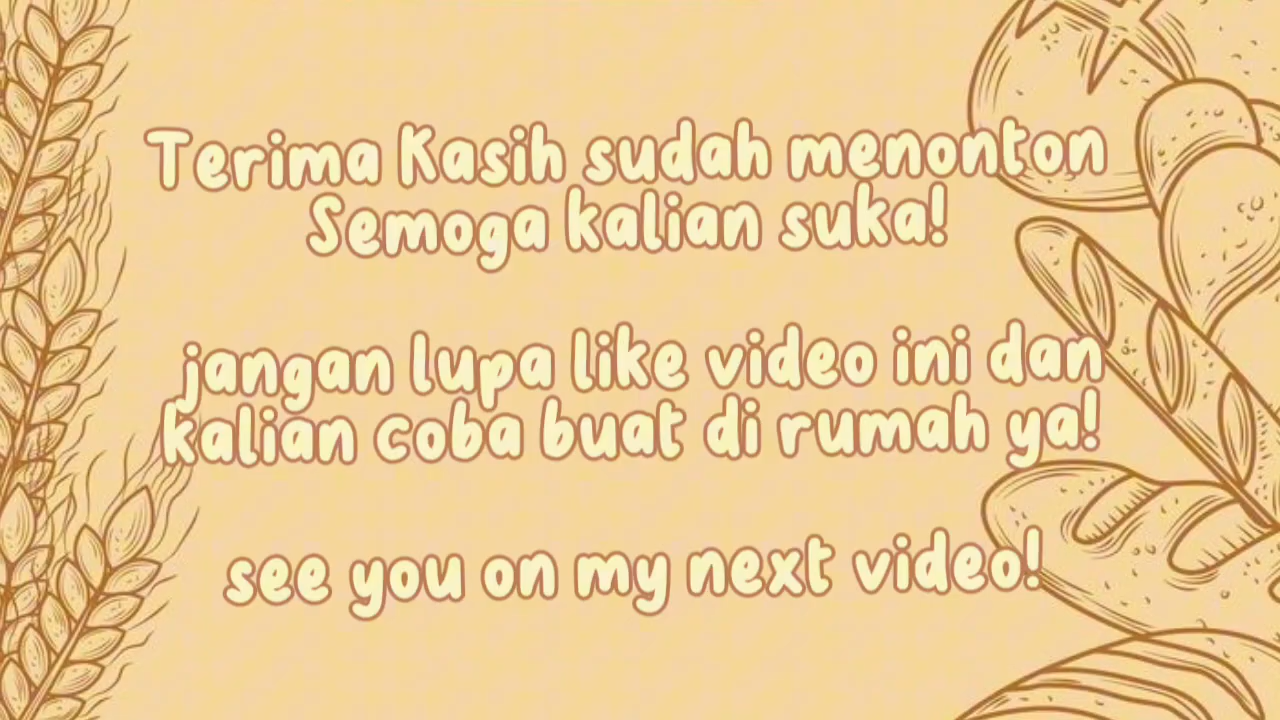 Terima Kasih sudah menonton
Semoga kalian suka!
jangan lupa like video ini dan
kalian coba buat di rumah ya!
see you on my next video!